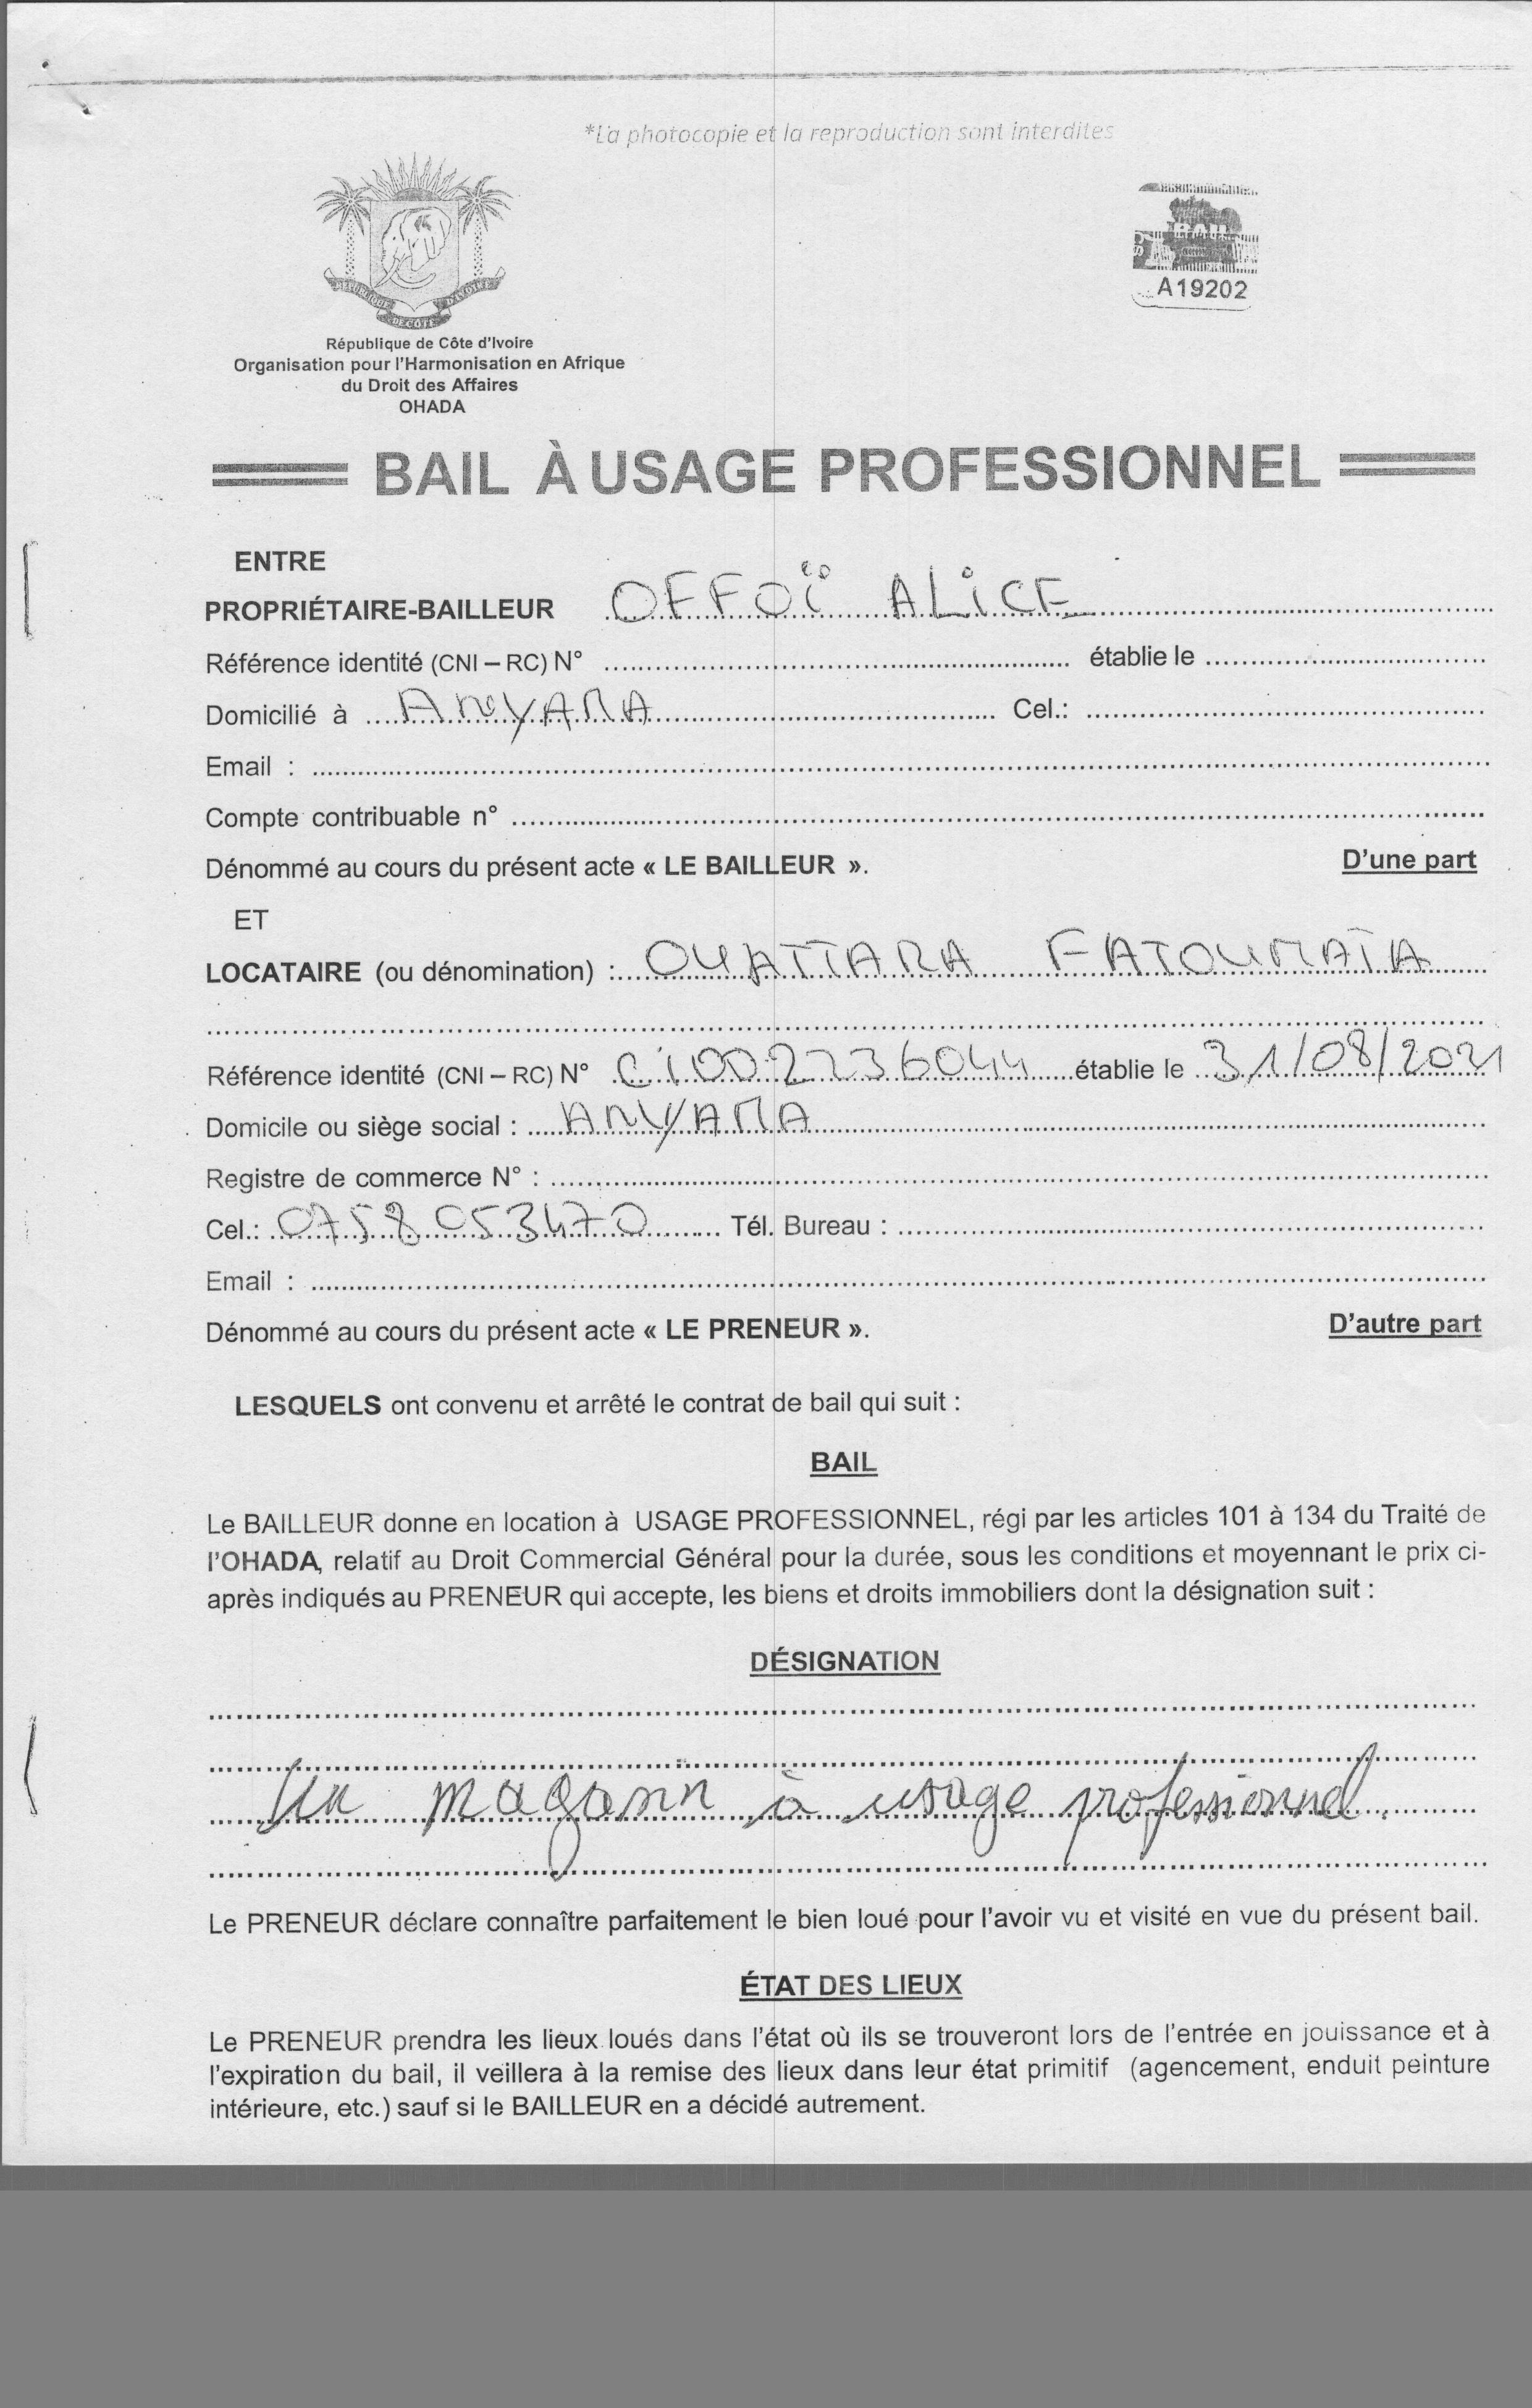 *La photocopie et la reproduction sont interdites
RÉPUBLIQUE DE CÔTE D'IVOIRE
BAIL
A19202
République de Côte d'Ivoire
Organisation pour l'Harmonisation en Afrique
du Droit des Affaires
OHADA
BAIL À USAGE PROFESSIONNEL
ENTRE
PROPRIÉTAIRE-BAILLEUR OFFOÏ ALICE
Référence identité (CNI – RC) N° établie le
Domicilié à ANYAMA Cel.:
Email :
Compte contribuable n°
Dénommé au cours du présent acte « LE BAILLEUR ». D'une part
ET
LOCATAIRE (ou dénomination) : OUATTARA FATOUMATA
Référence identité (CNI – RC) N° Ci002236044 établie le 31/08/2021
Domicile ou siège social : ANYAMA
Registre de commerce N° :
Cel.: 0758053470 Tél. Bureau :
Email :
Dénommé au cours du présent acte « LE PRENEUR ». D'autre part
LESQUELS ont convenu et arrêté le contrat de bail qui suit :
BAIL
Le BAILLEUR donne en location à USAGE PROFESSIONNEL, régi par les articles 101 à 134 du Traité de
l'OHADA, relatif au Droit Commercial Général pour la durée, sous les conditions et moyennant le prix ci-
après indiqués au PRENEUR qui accepte, les biens et droits immobiliers dont la désignation suit :
DÉSIGNATION
Un magasin à usage professionnel.
Le PRENEUR déclare connaître parfaitement le bien loué pour l'avoir vu et visité en vue du présent bail.
ÉTAT DES LIEUX
Le PRENEUR prendra les lieux loués dans l'état où ils se trouveront lors de l'entrée en jouissance et à
l'expiration du bail, il veillera à la remise des lieux dans leur état primitif (agencement, enduit peinture
intérieure, etc.) sauf si le BAILLEUR en a décidé autrement.